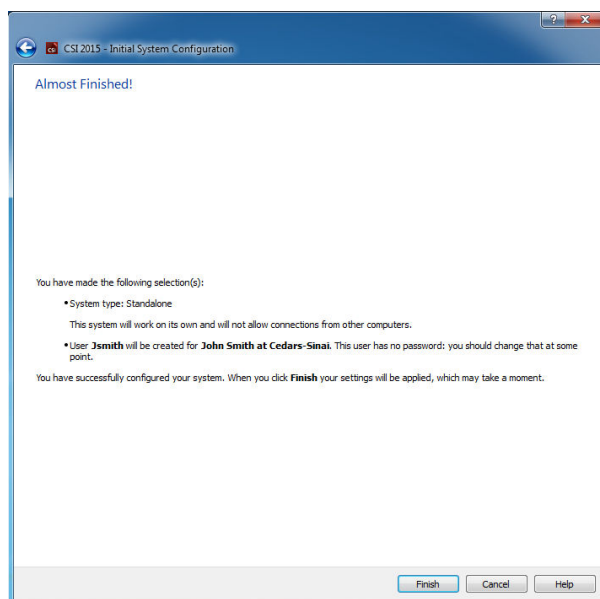 CSI 2015 - Initial System Configuration
Almost Finished!
You have made the following selection(s):
•System type: Standalone
This system will work on its own and will not allow connections from other computers.
•User Jsmith will be created for John Smith at Cedars-Sinai. This user has no password: you should change that at some
point.
You have successfully configured your system. When you click Finish your settings will be applied, which may take a moment.
Finish
Cancel
Help